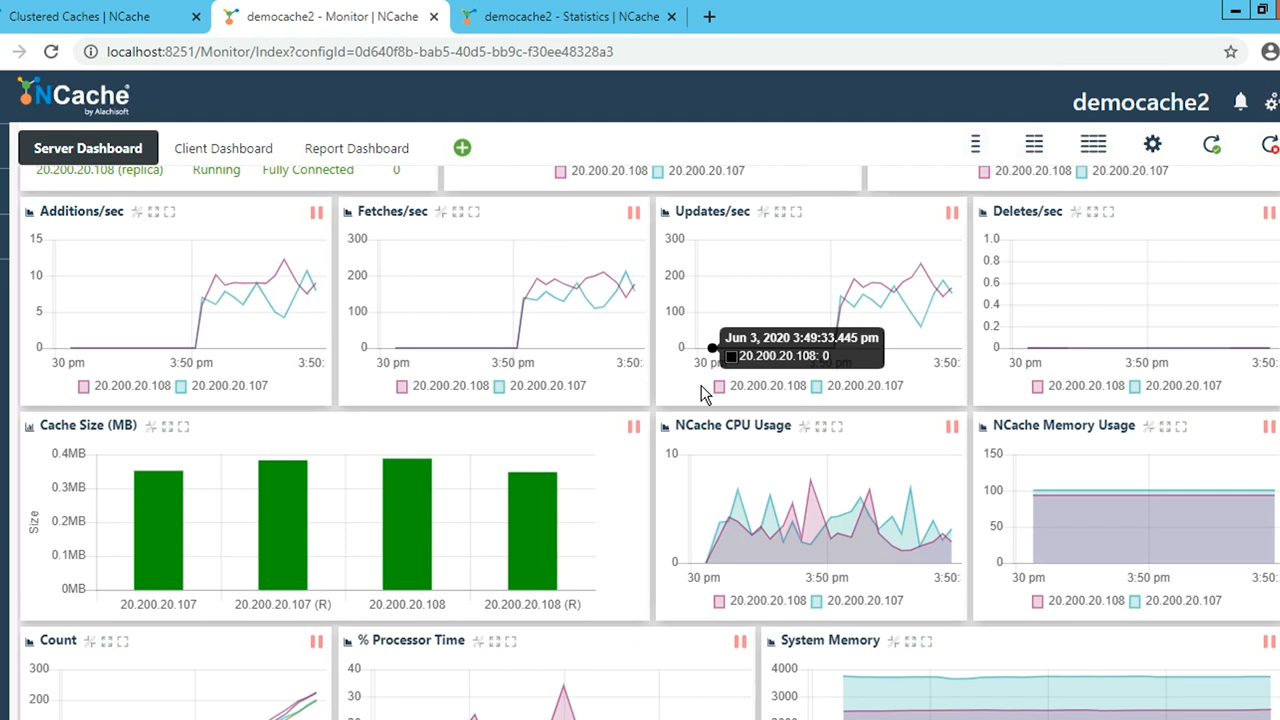 Clustered Caches | NCache
democache2 - Monitor | NCache
democache2 - Statistics | NCache
localhost:8251/Monitor/Index?configId=0d640f8b-bab5-40d5-bb9c-f30ee48328a3
NCache
by Alachisoft
democache2
Server Dashboard
Client Dashboard
Report Dashboard
20.200.20.108 (replica) Running Fully Connected 0
20.200.20.108 20.200.20.107
20.200.20.108 20.200.20.107
Additions/sec
15
10
5
0
30 pm 3:50 pm 3:50:
20.200.20.108 20.200.20.107
Fetches/sec
300
200
100
0
30 pm 3:50 pm 3:50:
20.200.20.108 20.200.20.107
Updates/sec
300
200
100
0
Jun 3, 2020 3:49:33.445 pm
20.200.20.108: 0
30 p 3:50:
20.200.20.108 20.200.20.107
Deletes/sec
1.0
0.8
0.6
0.4
0.2
0
30 pm 3:50 pm 3:50:
20.200.20.108 20.200.20.107
Cache Size (MB)
Size
0.4MB
0.3MB
0.2MB
0.1MB
0MB
20.200.20.107 20.200.20.107 (R) 20.200.20.108 20.200.20.108 (R)
NCache CPU Usage
10
0
30 pm 3:50 pm 3:50:
20.200.20.108 20.200.20.107
NCache Memory Usage
150
100
50
0
30 pm 3:50 pm 3:50:
20.200.20.108 20.200.20.107
Count
300
200
% Processor Time
40
30
System Memory
4000
3000